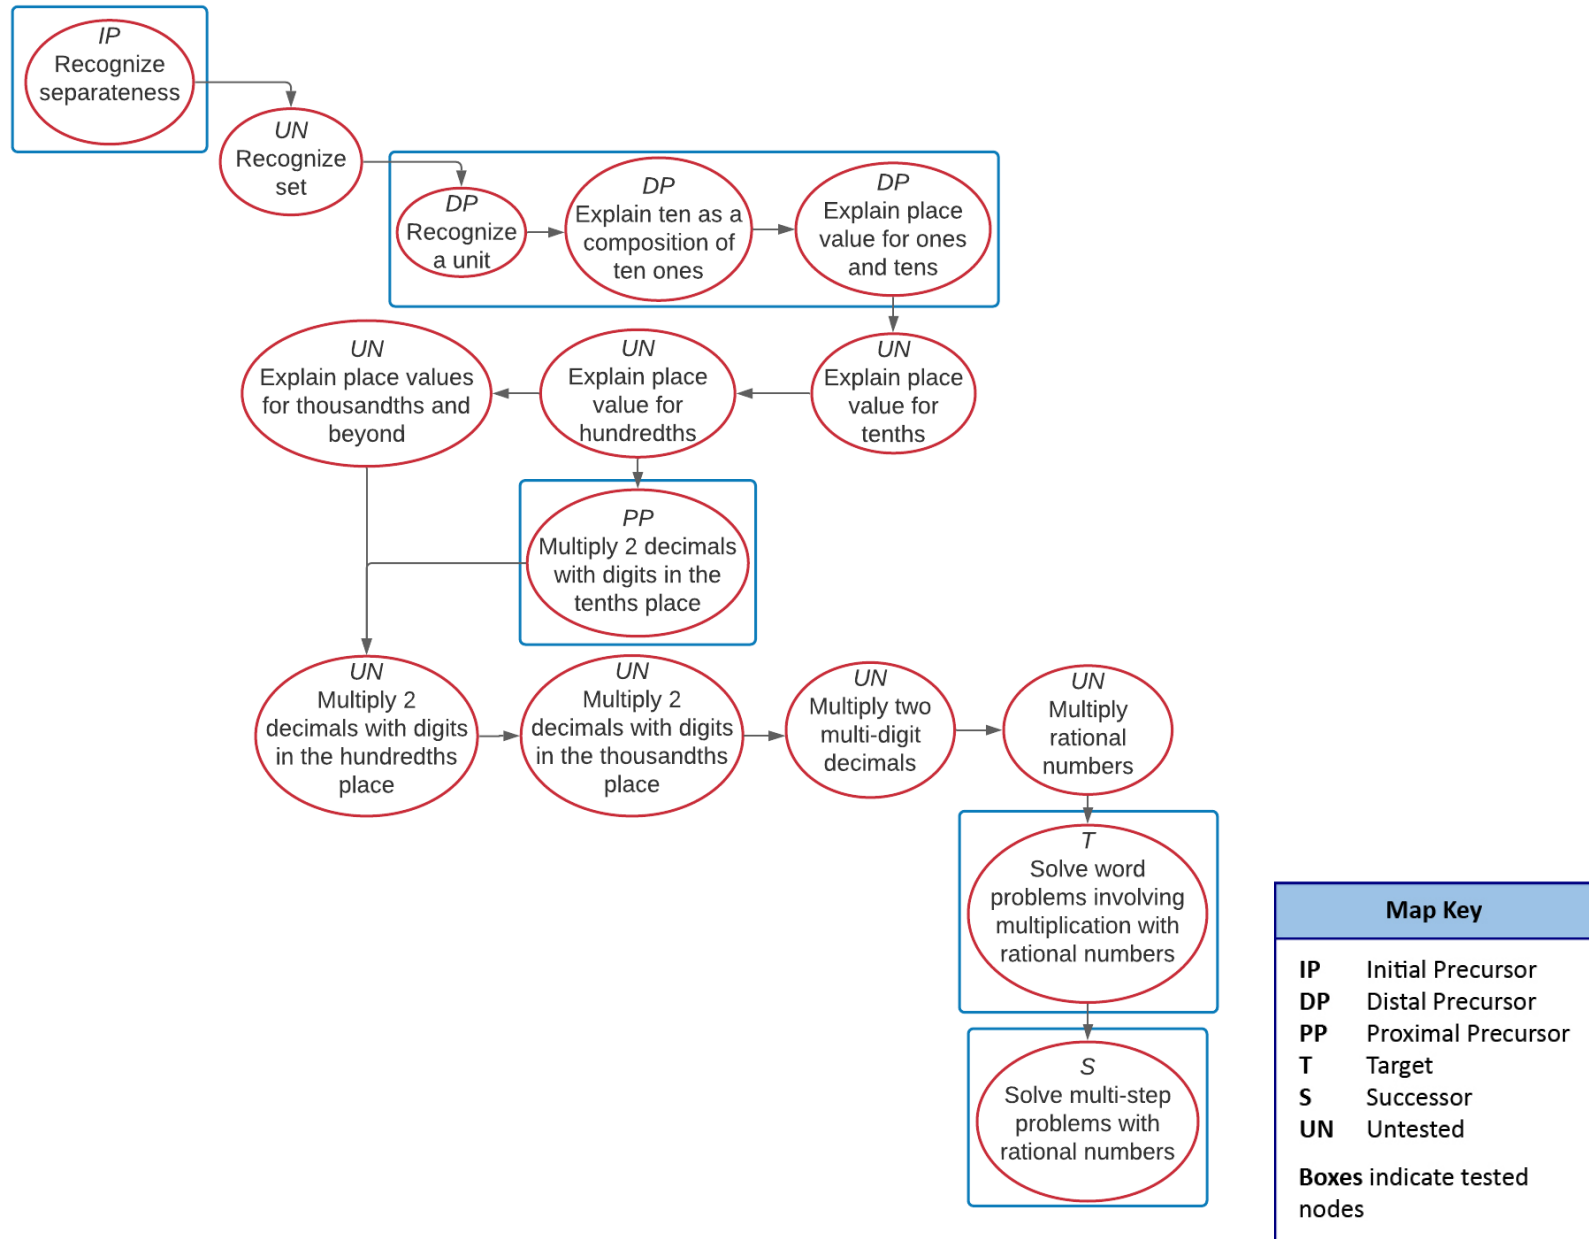 IP
Recognize
separateness
UN
Recognize
set
DP
Recognize
a unit
DP
Explain ten as a
composition of
ten ones
DP
Explain place
value for ones
and tens
UN
Explain place values
for thousandths and
beyond
UN
Explain place
value for
hundredths
UN
Explain place
value for
tenths
PP
Multiply 2 decimals
with digits in the
tenths place
UN
Multiply 2
decimals with digits
in the hundredths
place
UN
Multiply 2
decimals with digits
in the thousandths
place
UN
Multiply two
multi-digit
decimals
UN
Multiply
rational
numbers
T
Solve word
problems involving
multiplication with
rational numbers
S
Solve multi-step
problems with
rational numbers
Map Key
IP Initial Precursor
DP Distal Precursor
PP Proximal Precursor
T Target
S Successor
UN Untested
Boxes indicate tested
nodes